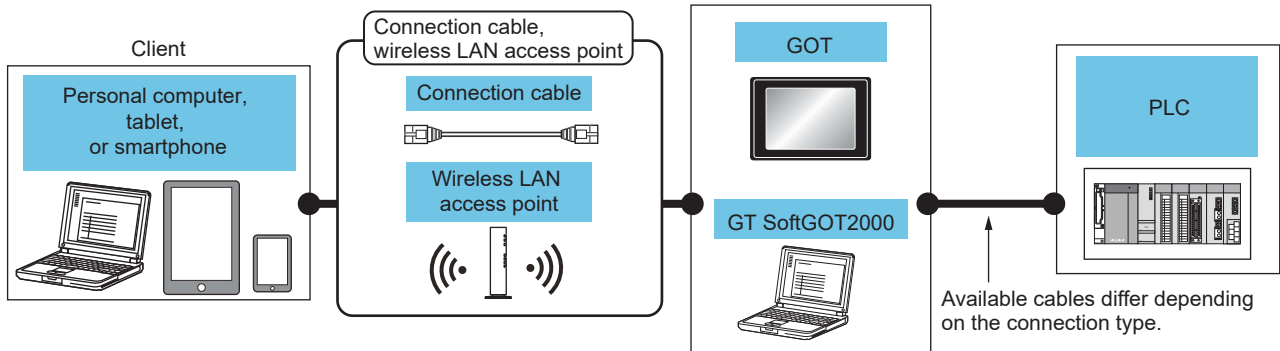 Client
Personal computer,
tablet,
or smartphone
Connection cable,
wireless LAN access point
Connection cable
Wireless LAN
access point
GOT
GT SoftGOT2000
PLC
Available cables differ depending
on the connection type.